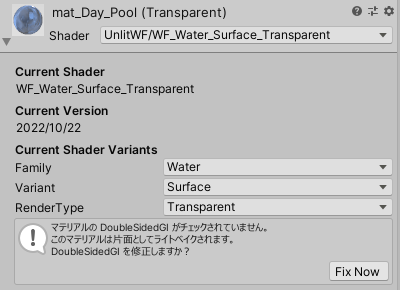 mat_Day_Pool (Transparent)
Shader UnlitWF/WF_Water_Surface_Transparent
Current Shader
WF_Water_Surface_Transparent
Current Version
2022/10/22
Current Shader Variants
Family Water
Variant Surface
RenderType Transparent
マテリアルの DoubleSidedGI がチェックされていません。
このマテリアルは片面としてライトベイクされます。
DoubleSidedGI を修正しますか？
Fix Now